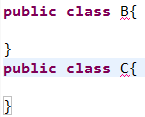 public class B{
}
public class C{
}